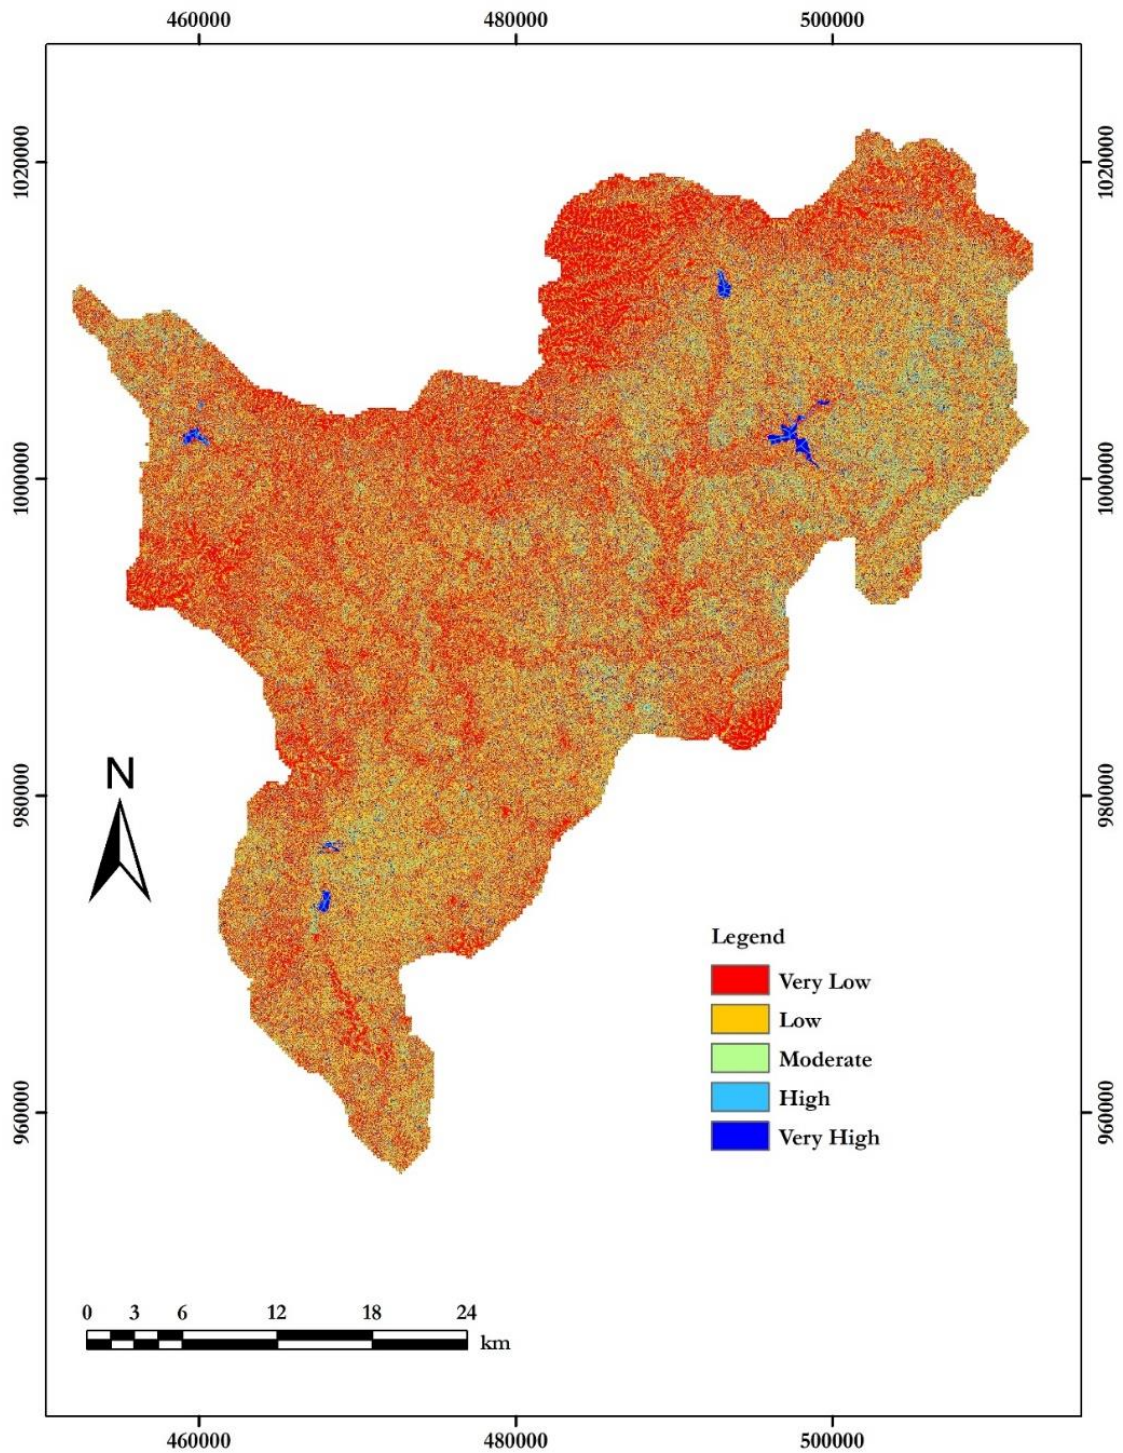 460000 480000 500000
1020000 1020000
1000000 1000000
N
980000 980000
Legend
Very Low
Low
Moderate
High
Very High
960000 960000
0 3 6 12 18 24
km
460000 480000 500000